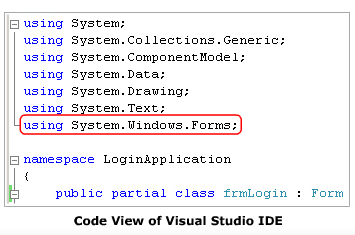 using System;
using System.Collections.Generic;
using System.ComponentModel;
using System.Data;
using System.Drawing;
using System.Text;
using System.Windows.Forms;
namespace LoginApplication
{
public partial class frmLogin : Form
Code View of Visual Studio IDE